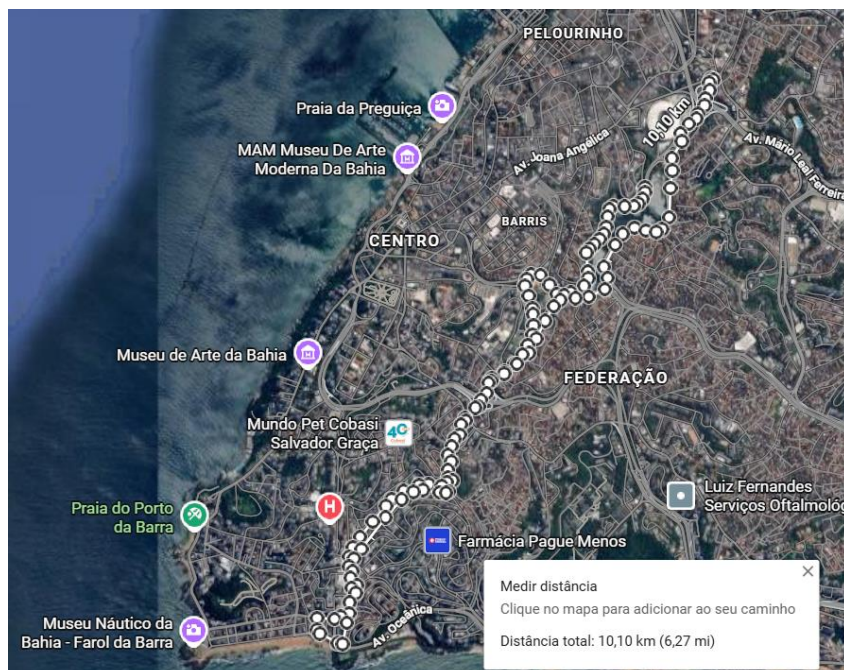 PELOURINHO
Praia da Preguiça
10,10 km
MAM Museu De Arte
Moderna Da Bahia
Av. Joana Angélica
Av. Mário Leal Ferreira
BARRIS
CENTRO
Museu de Arte da Bahia
FEDERAÇÃO
Mundo Pet Cobasi
Salvador Graça
40
Cobasi
Luiz Fernandes
Serviços Oftalmológ
Praia do Porto
da Barra
H
Farmácia Pague Menos
Medir distância
Clique no mapa para adicionar ao seu caminho
Distância total: 10,10 km (6,27 mi)
Museu Náutico da
Bahia - Farol da Barra
Av. Oceânica